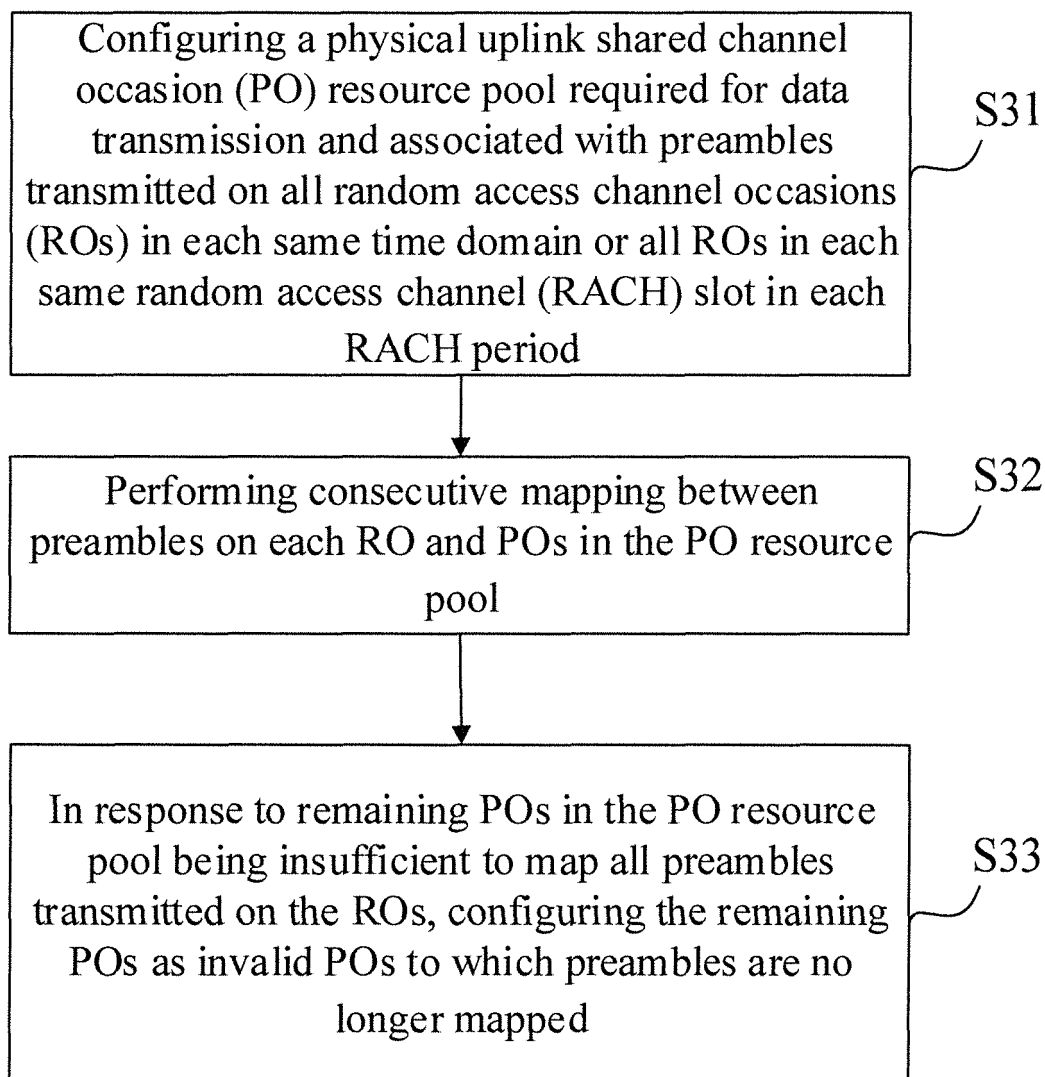 Configuring a physical uplink shared channel
occasion (PO) resource pool required for data
transmission and associated with preambles
transmitted on all random access channel occasions
(ROs) in each same time domain or all ROs in each
same random access channel (RACH) slot in each
RACH period
S31
Performing consecutive mapping between
preambles on each RO and POs in the PO resource
pool
S32
In response to remaining POs in the PO resource
pool being insufficient to map all preambles
transmitted on the ROs, configuring the remaining
POs as invalid POs to which preambles are no
longer mapped
S33